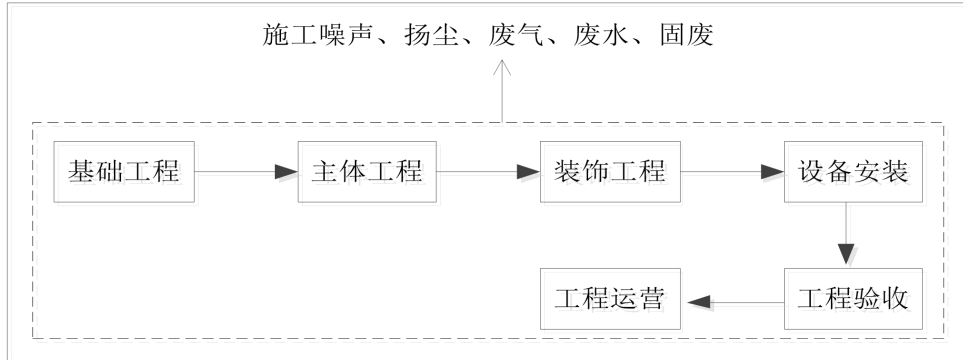 施工噪声、扬尘、废气、废水、固废
基础工程
主体工程
装饰工程
设备安装
工程验收
工程运营